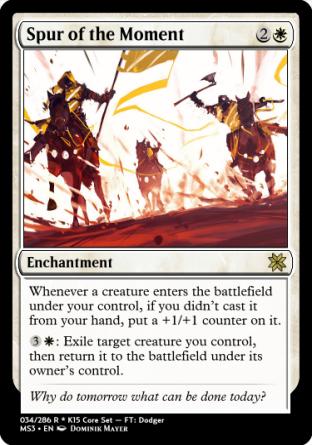 Spur of the Moment 2
Enchantment
Whenever a creature enters the battlefield
under your control, if you didn't cast it
from your hand, put a +1/+1 counter on it.
3 : Exile target creature you control,
then return it to the battlefield under its
owner's control.
Why do tomorrow what can be done today?
034/286 R * K15 Core Set — FT: Dodger
MS3 • EN Dominik Mayer